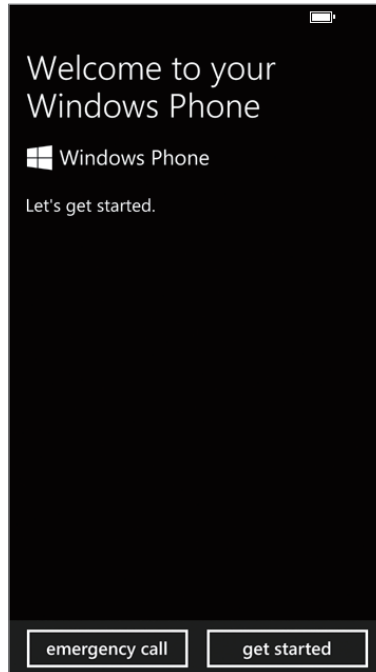 Welcome to your
Windows Phone
Windows Phone
Let's get started.
emergency call
get started